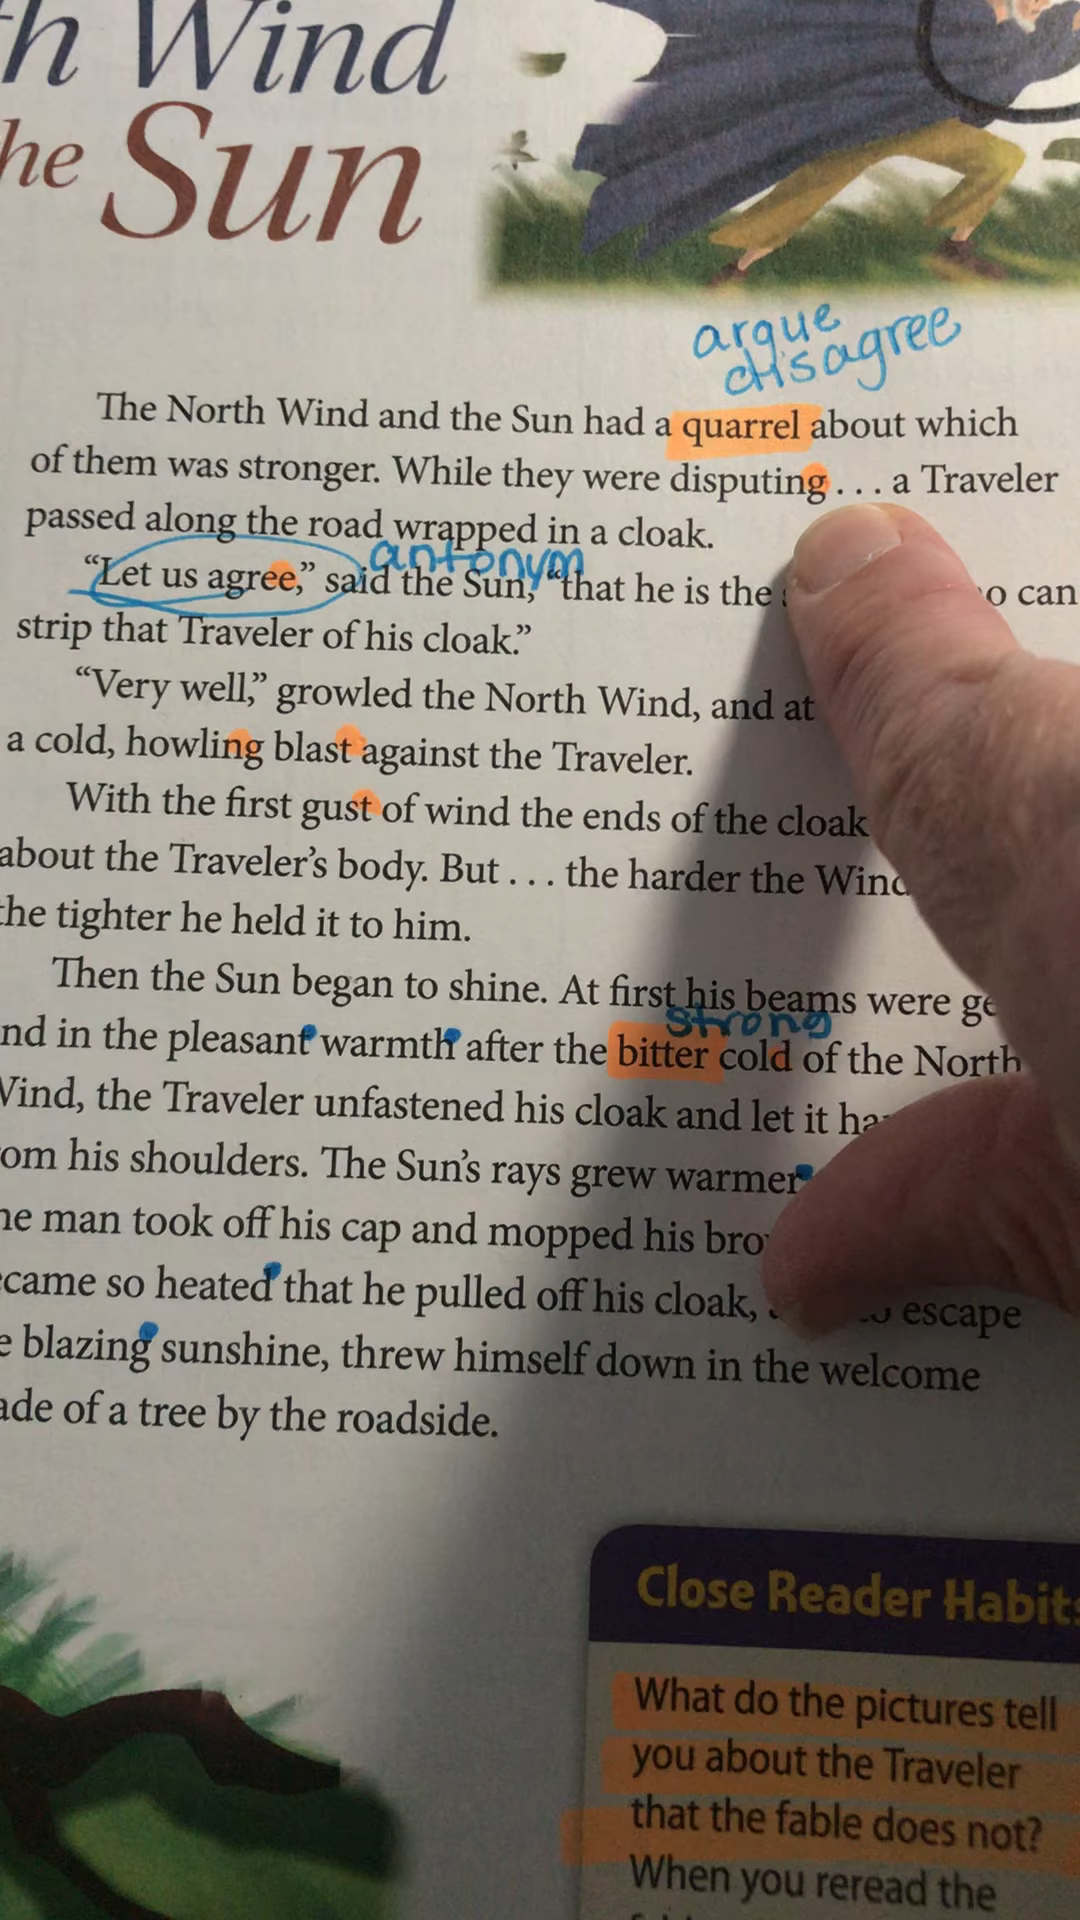 h Wind
he Sun
argue
disagree
The North Wind and the Sun had a quarrel about which
of them was stronger. While they were disputing . . . a Traveler
passed along the road wrapped in a cloak.
antonym
“Let us agree,” said the Sun, “that he is the can
strip that Traveler of his cloak.”
“Very well,” growled the North Wind, and at
a cold, howling blast against the Traveler.
With the first gust of wind the ends of the cloak
about the Traveler’s body. But . . . the harder the Wind
the tighter he held it to him.
Then the Sun began to shine. At first his beams were ge
strong
nd in the pleasant warmth after the bitter cold of the North
Wind, the Traveler unfastened his cloak and let it ha
om his shoulders. The Sun’s rays grew warmer
he man took off his cap and mopped his bro
came so heated that he pulled off his cloak, escape
e blazing sunshine, threw himself down in the welcome
ade of a tree by the roadside.
Close Reader Habits
What do the pictures tell
you about the Traveler
that the fable does not?
When you reread the